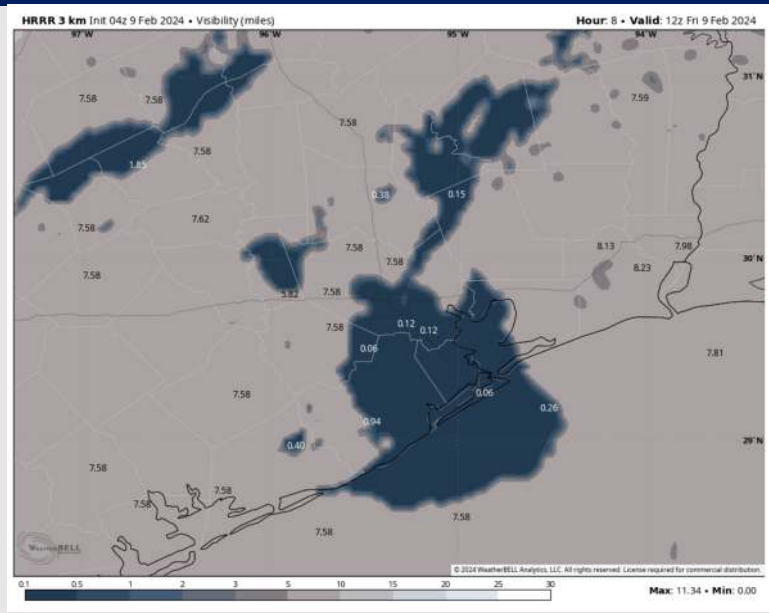 HRRR 3 km Init 04z 9 Feb 2024 • Visibility (miles) Hour: 8 • Valid: 12z Fri 9 Feb 2024
97°W 96°W 95°W 94°W
31°N
7.58 7.58 7.59
7.58
7.58
1.85
0.38 0.15
7.62
7.58
7.58 8.13 7.98
30°N
7.58 7.58 8.23
5.82 7.58
7.58 0.12 0.12
0.06 7.81
7.58 0.06
0.94 0.26
0.40 29°N
7.58
7.58 7.58
7.58 7.58
WeatherBELL
© 2024 WeatherBELL Analytics, LLC. All rights reserved. License required for commercial distribution.
0.1 0.5 1 2 3 5 10 15 20 25 30
Max: 11.34 • Min: 0.00